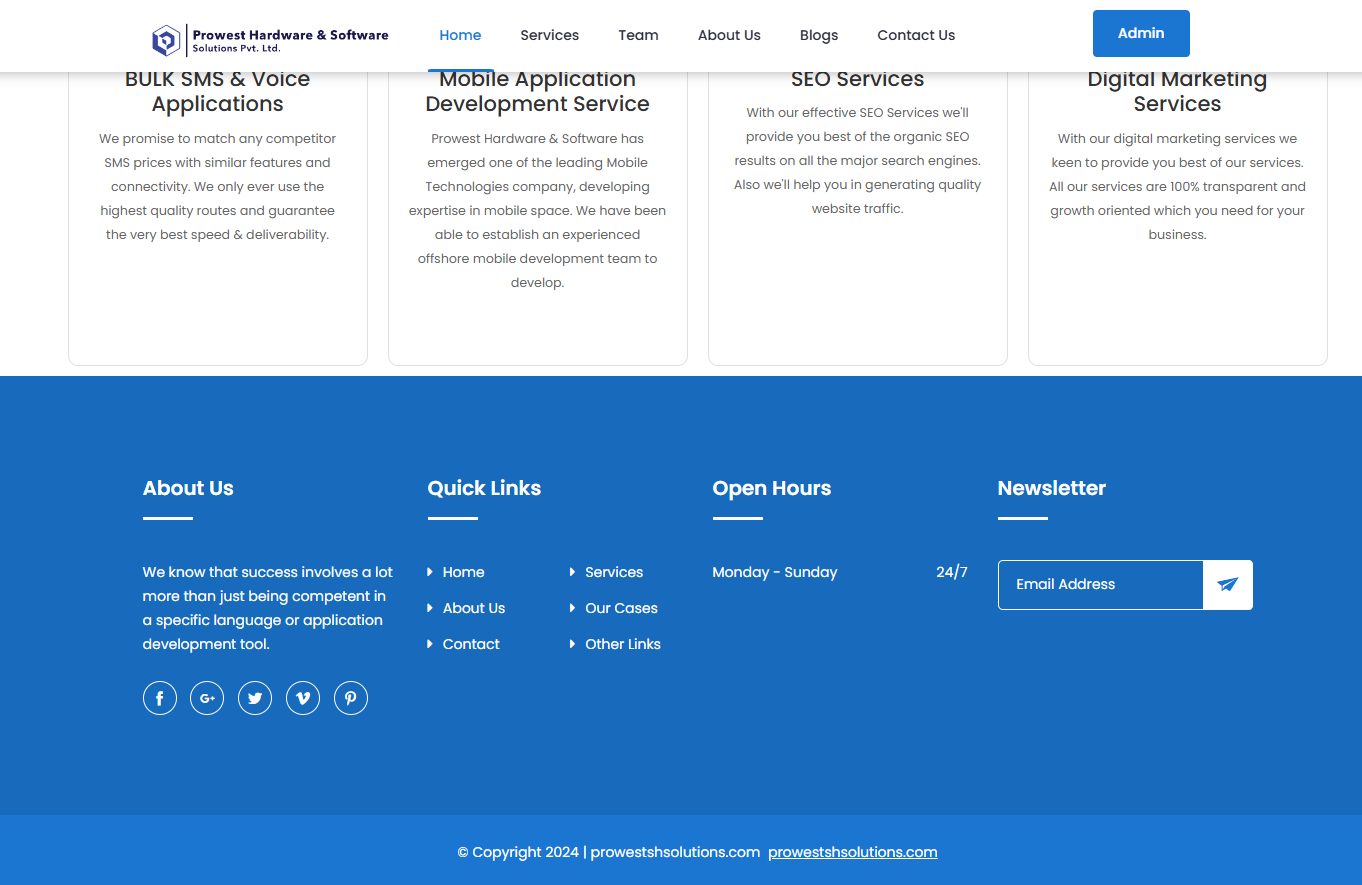 Prowest Hardware & Software
Solutions Pvt. Ltd.
Home
Services
Team
About Us
Blogs
Contact Us
Admin
BULK SMS & Voice
Applications
We promise to match any competitor
SMS prices with similar features and
connectivity. We only ever use the
highest quality routes and guarantee
the very best speed & deliverability.
Mobile Application
Development Service
Prowest Hardware & Software has
emerged one of the leading Mobile
Technologies company, developing
expertise in mobile space. We have been
able to establish an experienced
offshore mobile development team to
develop.
SEO Services
With our effective SEO Services we'll
provide you best of the organic SEO
results on all the major search engines.
Also we'll help you in generating quality
website traffic.
Digital Marketing
Services
With our digital marketing services we
keen to provide you best of our services.
All our services are 100% transparent and
growth oriented which you need for your
business.
About Us
We know that success involves a lot
more than just being competent in
a specific language or application
development tool.
Quick Links
Home
Services
About Us
Our Cases
Contact
Other Links
Open Hours
Monday - Sunday 24/7
Newsletter
Email Address
© Copyright 2024 | prowestshsolutions.com prowestshsolutions.com